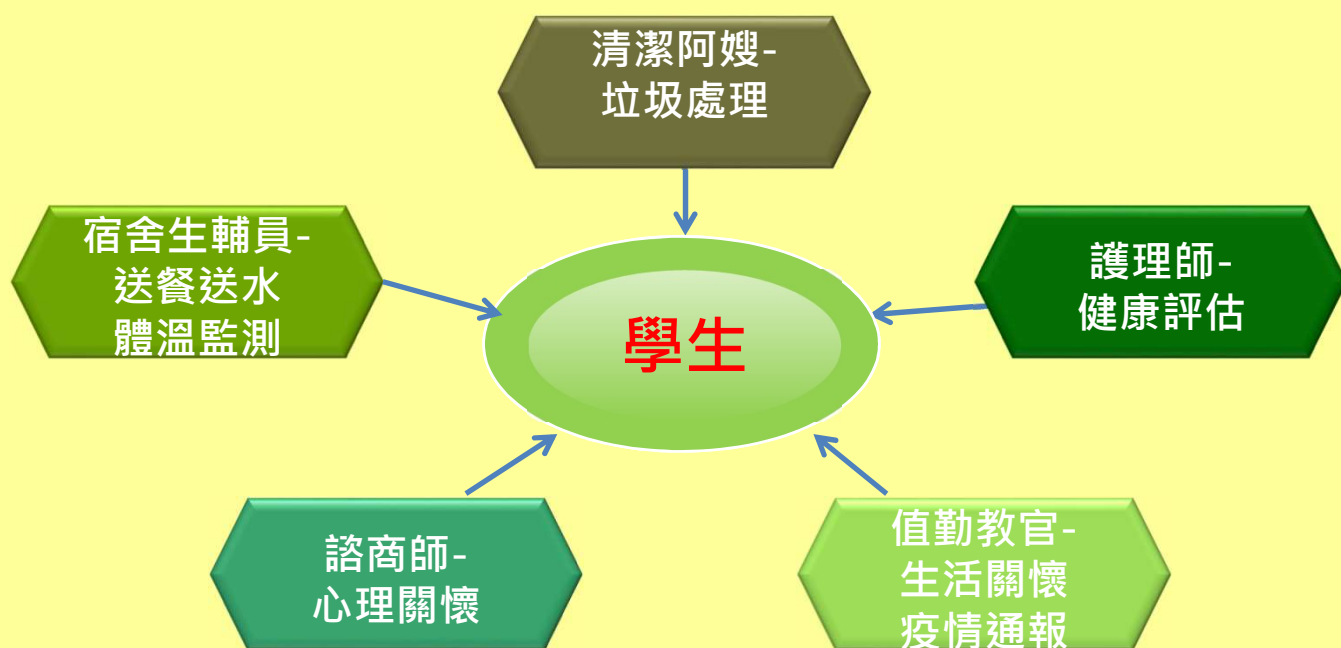 清潔阿嫂-
垃圾處理
宿舍生輔員-
送餐送水
體溫監測
護理師-
健康評估
學生
諮商師-
心理關懷
值勤教官-
生活關懷
疫情通報